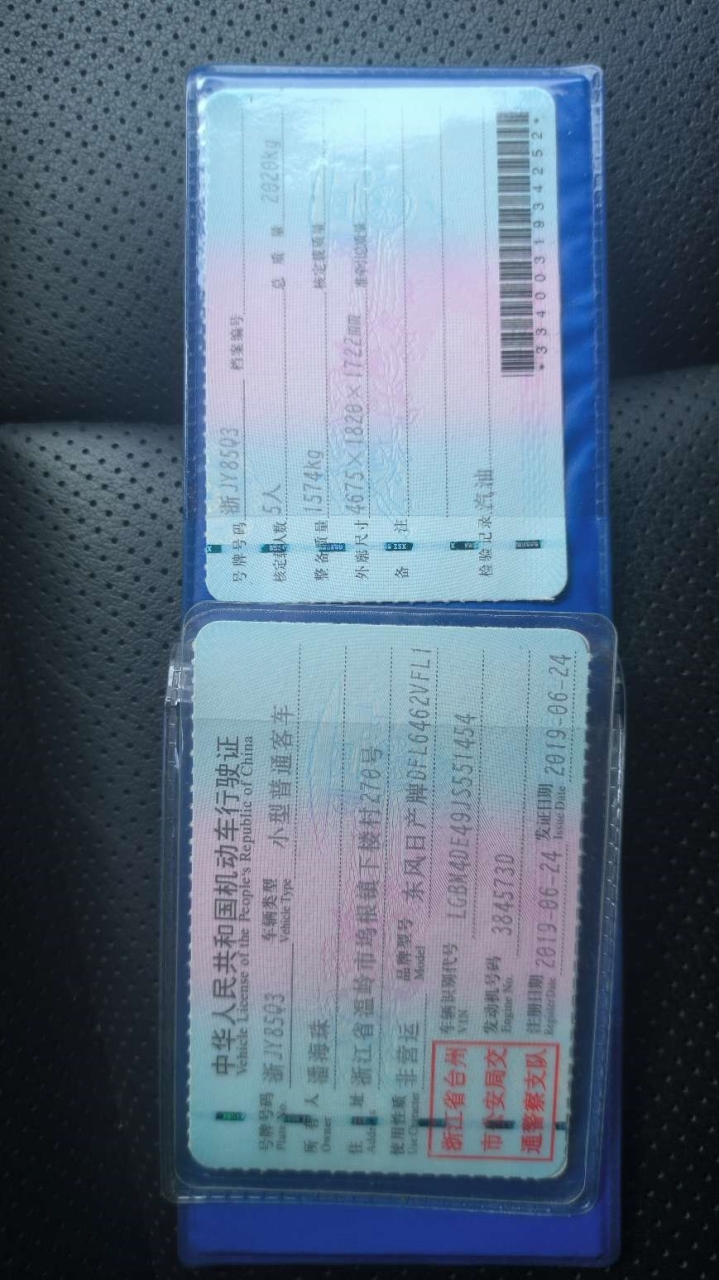 中华人民共和国机动车行驶证
Vehicle License of the People's Republic of China
号牌号码 浙JY85Q3 车辆类型 小型普通客车
Plate No. Vehicle Type
所有人 潘海珠
Owner
住址 浙江省温岭市坞根镇下楼村270号
Address
使用性质 非营运 品牌型号 东风日产牌DFL6462VFL1
Use Character Model
浙江省台州
市公安局交
通警察支队
车辆识别代号 LGBM4DE49JS551454
VIN
发动机号码 384573D
Engine No.
注册日期 2019-06-24 发证日期 2019-06-24
Register Date Issue Date
号牌号码 浙JY85Q3 档案编号
核定载人数 5人 总质量 2020kg
整备质量 1574kg 核定载质量
外廓尺寸 4675×1820×1722mm 准牵引总质量
备注
检验记录 汽油
*3340031934252*